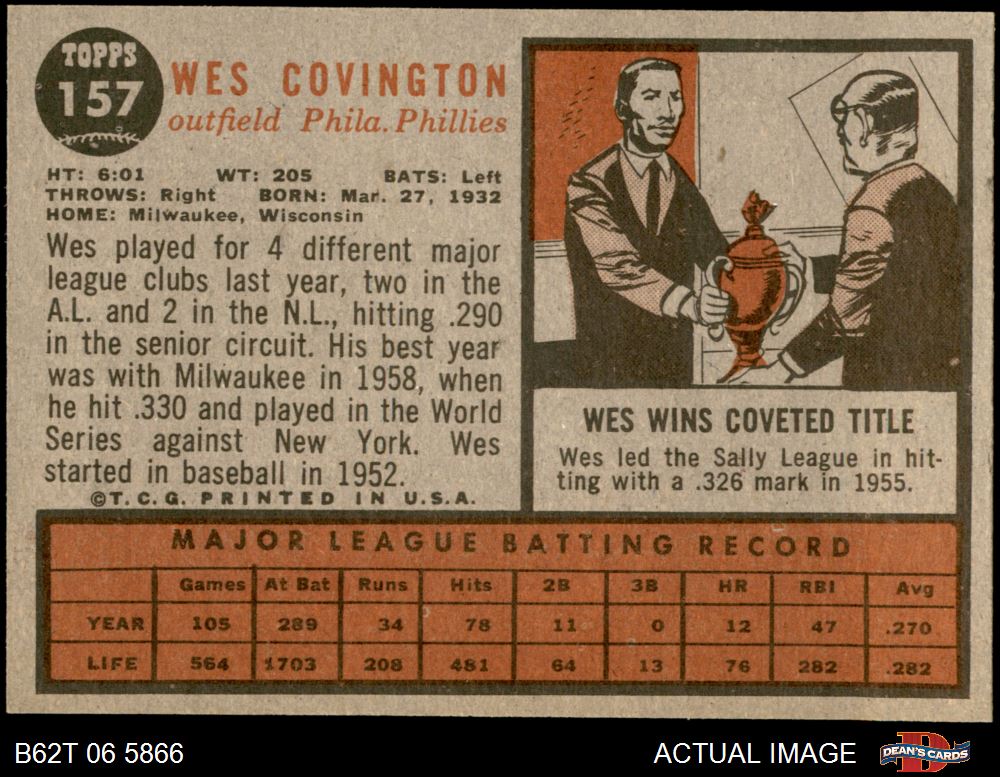 TOPPS
157
WES COVINGTON
outfield Phila. Phillies
HT: 6:01 WT: 205 BATS: Left
THROWS: Right BORN: Mar. 27, 1932
HOME: Milwaukee, Wisconsin
Wes played for 4 different major
league clubs last year, two in the
A.L. and 2 in the N.L., hitting .290
in the senior circuit. His best year
was with Milwaukee in 1958, when
he hit .330 and played in the World
Series against New York. Wes
started in baseball in 1952.
©T.C.G. PRINTED IN U.S.A.
WES WINS COVETED TITLE
Wes led the Sally League in hit-
ting with a .326 mark in 1955.
MAJOR LEAGUE BATTING RECORD
Games At Bat Runs Hits 2B 3B HR RBI Avg
YEAR 105 289 34 78 11 0 12 47 .270
LIFE 564 1703 208 481 64 13 76 282 .282
B62T 06 5866
ACTUAL IMAGE
DEAN'S CARDS